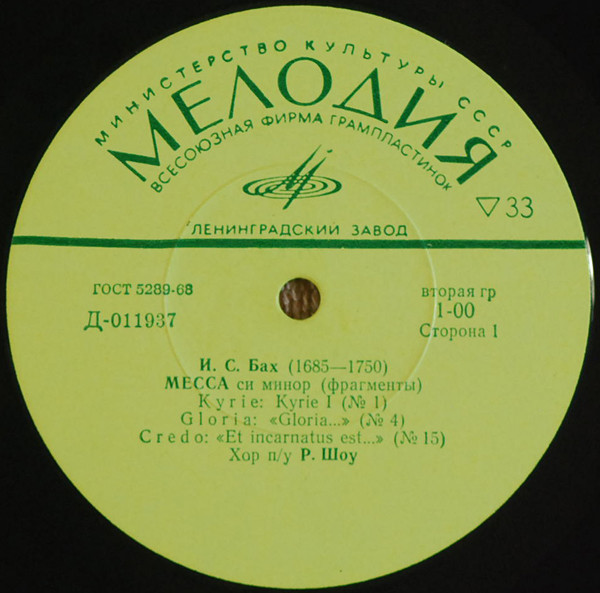 МИНИСТЕРСТВО КУЛЬТУРЫ СССР
МЕЛОДИЯ
ВСЕСОЮЗНАЯ ФИРМА ГРАМПЛАСТИНОК
▽33
ЛЕНИНГРАДСКИЙ ЗАВОД
ГОСТ 5289-68
Д-011937
вторая гр
1-00
Сторона 1
И. С. Бах (1685—1750)
МЕССА си минор (фрагменты)
Kyrie: Kyrie 1 (№ 1)
Gloria: «Gloria...» (№ 4)
Credo: «Et incarnatus est...» (№ 15)
Хор п/у Р. Шоу